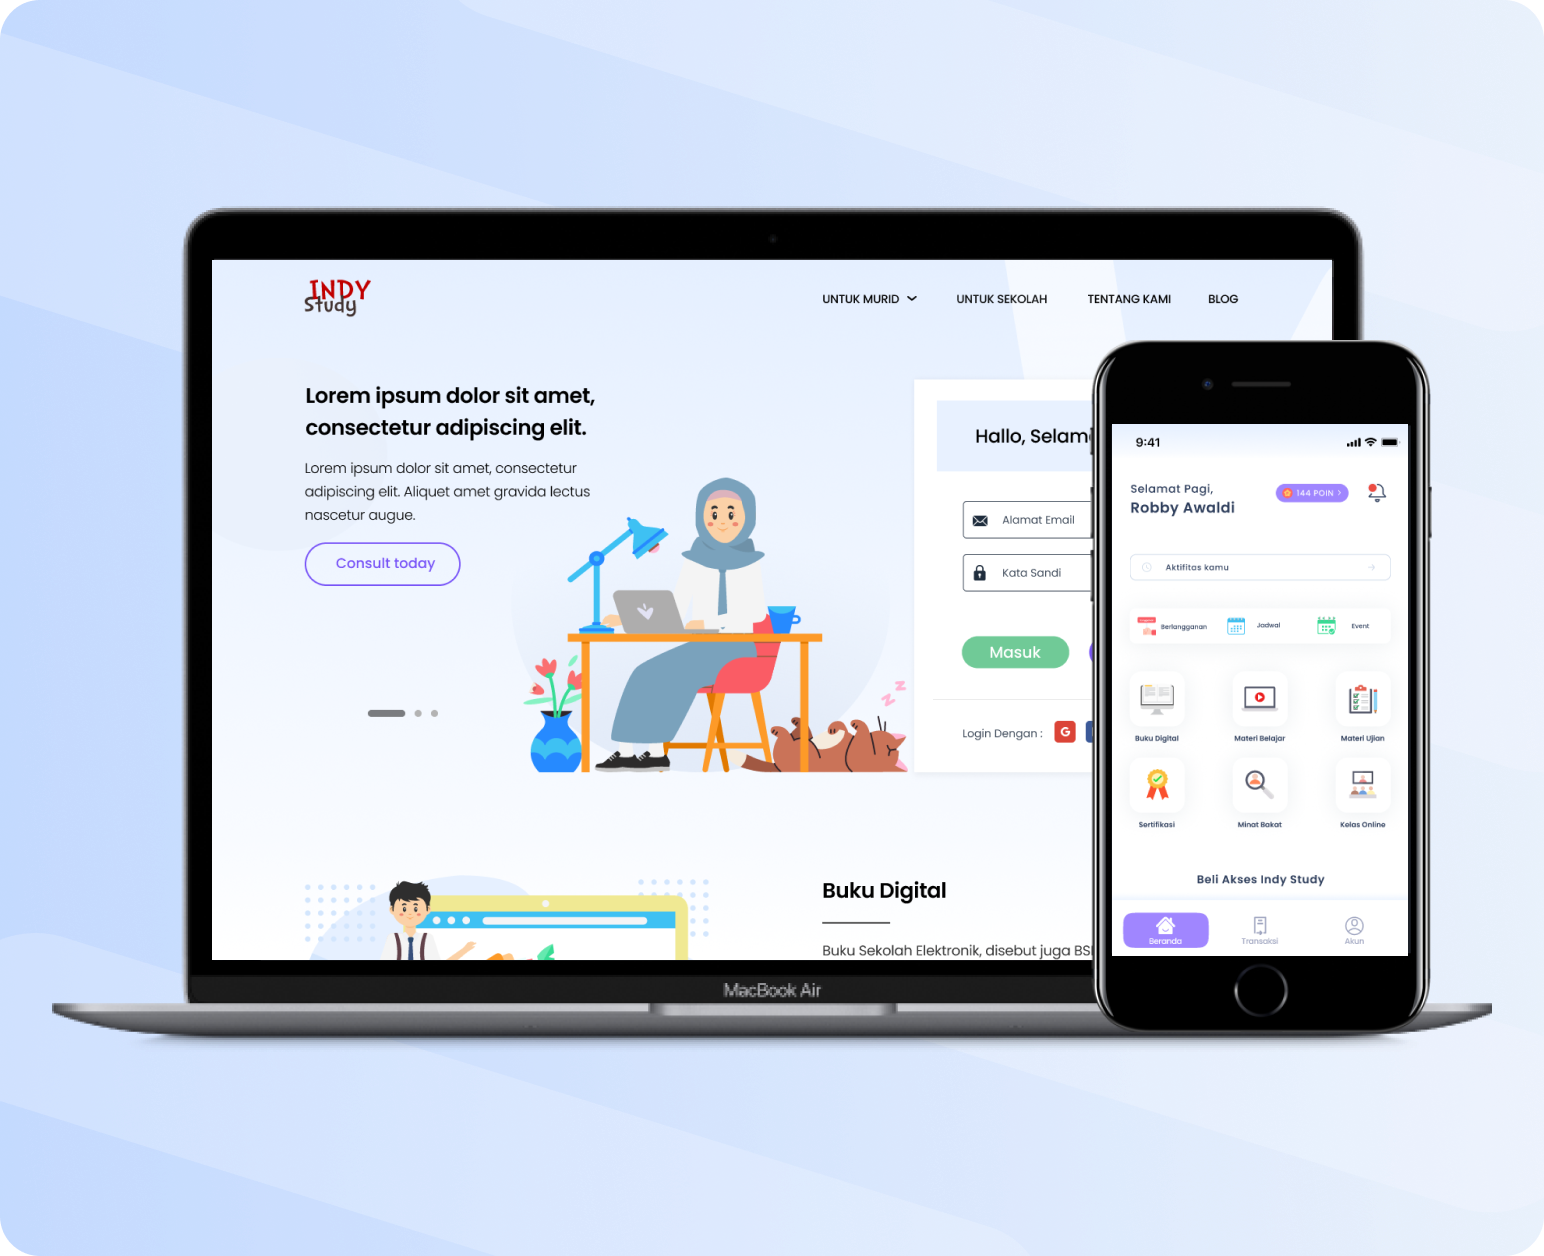 INDY
Study
UNTUK MURID
UNTUK SEKOLAH
TENTANG KAMI
BLOG
Lorem ipsum dolor sit amet,
consectetur adipiscing elit.
Lorem ipsum dolor sit amet, consectetur
adipiscing elit. Aliquet amet gravida lectus
nascetur augue.
Consult today
Hallo, Selam
Alamat Email
Kata Sandi
Masuk
Login Dengan :
G
z
z
z
Buku Digital
Buku Sekolah Elektronik, disebut juga BS
MacBook Air
9:41
Selamat Pagi,
Robby Awaldi
144 POIN >
Aktifitas kamu
Berlangganan
Jadwal
Event
Buku Digital
Materi Belajar
Materi Ujian
Sertifikasi
Minat Bakat
Kelas Online
Beli Akses Indy Study
Beranda
Transaksi
Akun